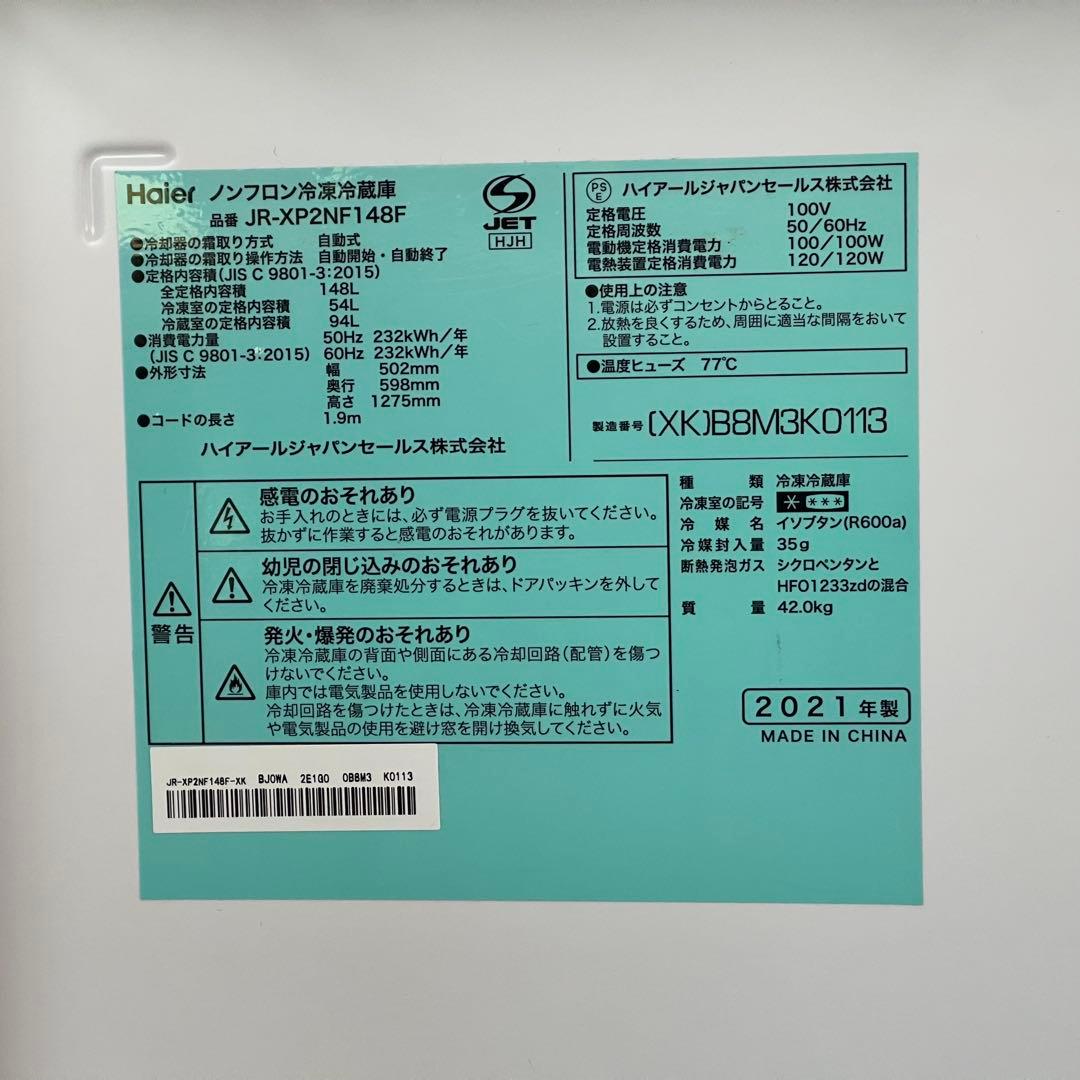 Haier ノンフロン冷凍冷蔵庫
品番 JR-XP2NF148F
●冷却器の霜取り方式 自動式
●冷却器の霜取り操作方法 自動開始・自動終了
●定格内容積(JIS C 9801-3:2015)
全定格内容積 148L
冷凍室の定格内容積 54L
冷蔵室の定格内容積 94L
●消費電力量 50Hz 232kWh/年
(JIS C 9801-3:2015) 60Hz 232kWh/年
●外形寸法 幅 502mm
奥行 598mm
高さ 1275mm
●コードの長さ 1.9m
ハイアールジャパンセールス株式会社
S
JET
HJH
PSE ハイアールジャパンセールス株式会社
定格電圧 100V
定格周波数 50/60Hz
電動機定格消費電力 100/100W
電熱装置定格消費電力 120/120W
●使用上の注意
1.電源は必ずコンセントからとること。
2.放熱を良くするため、周囲に適当な間隔をおいて
設置すること。
●温度ヒューズ 77℃
製造番号 (XK)B8M3K0113
警告
感電のおそれあり
お手入れのときには、必ず電源プラグを抜いてください。
抜かずに作業すると感電のおそれがあります。
幼児の閉じ込みのおそれあり
冷凍冷蔵庫を廃棄処分するときは、ドアパッキンを外して
ください。
発火・爆発のおそれあり
冷凍冷蔵庫の背面や側面にある冷却回路(配管)を傷つ
けないでください。
庫内では電気製品を使用しないでください。
冷却回路を傷つけたときは、冷凍冷蔵庫に触れずに火気
や電気製品の使用を避け窓を開け換気してください。
種類 冷凍冷蔵庫
冷凍室の記号 * ***
冷媒名 イソブタン(R600a)
冷媒封入量 35g
断熱発泡ガス シクロペンタンと
HFO1233zdの混合
質量 42.0kg
2021年製
MADE IN CHINA
JR-XP2NF148F-XK BJ0WA 2E1G0 0B8M3 K0113